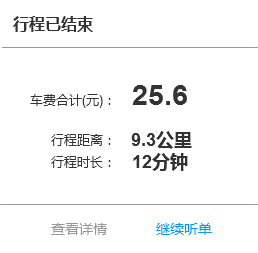 行程已结束
车费合计(元)： 25.6
行程距离： 9.3公里
行程时长： 12分钟
查看详情 继续听单